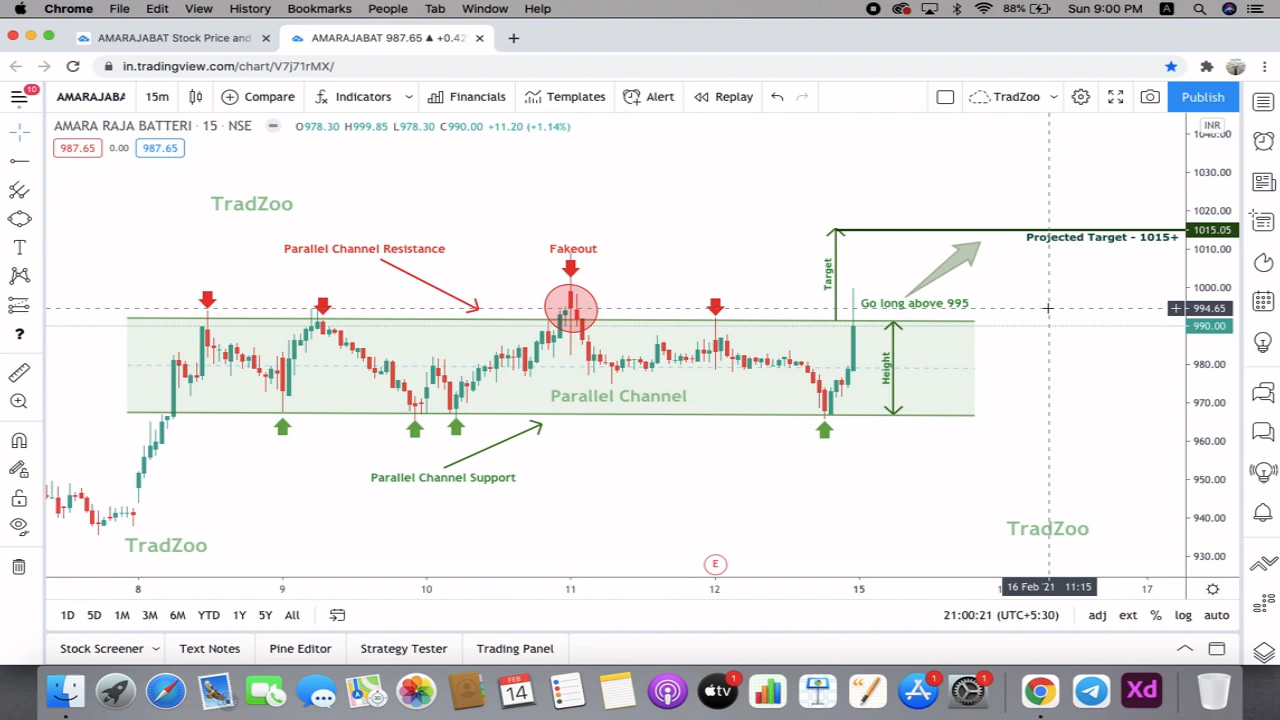 Chrome File Edit View History Bookmarks People Tab Window Help 88% Sun 9:00 PM A
AMARAJABAT Stock Price and
AMARAJABAT 987.65 ▲ +0.42
in.tradingview.com/chart/V7j71rMX/
10
AMARAJABA 15m Compare Indicators Financials Templates Alert Replay TradZoo Publish
AMARA RAJA BATTERI · 15 · NSE O978.30 H999.85 L978.30 C990.00 +11.20 (+1.14%)
INR
987.65 0.00 987.65
1040.00
1030.00
1020.00
1015.05
1010.00
1000.00
994.65
990.00
980.00
970.00
960.00
950.00
940.00
930.00
TradZoo
Parallel Channel Resistance
Fakeout
Projected Target - 1015+
Target
Go long above 995
Height
Parallel Channel
Parallel Channel Support
TradZoo
TradZoo
E
8 9 10 11 12 15 16 Feb '21 11:15 17
1D 5D 1M 3M 6M YTD 1Y 5Y All 21:00:21 (UTC+5:30) adj ext % log auto
Stock Screener Text Notes Pine Editor Strategy Tester Trading Panel
FEB
14
1
1
1
tv
Xd